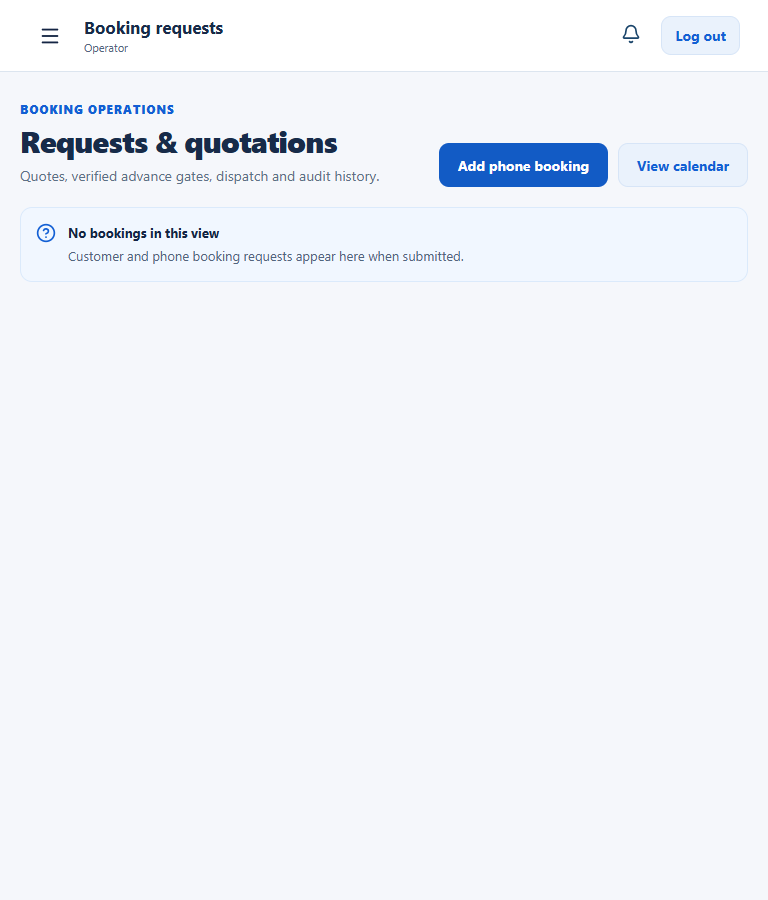 Booking requests
Operator
Log out
BOOKING OPERATIONS
Requests & quotations
Quotes, verified advance gates, dispatch and audit history.
Add phone booking
View calendar
No bookings in this view
Customer and phone booking requests appear here when submitted.